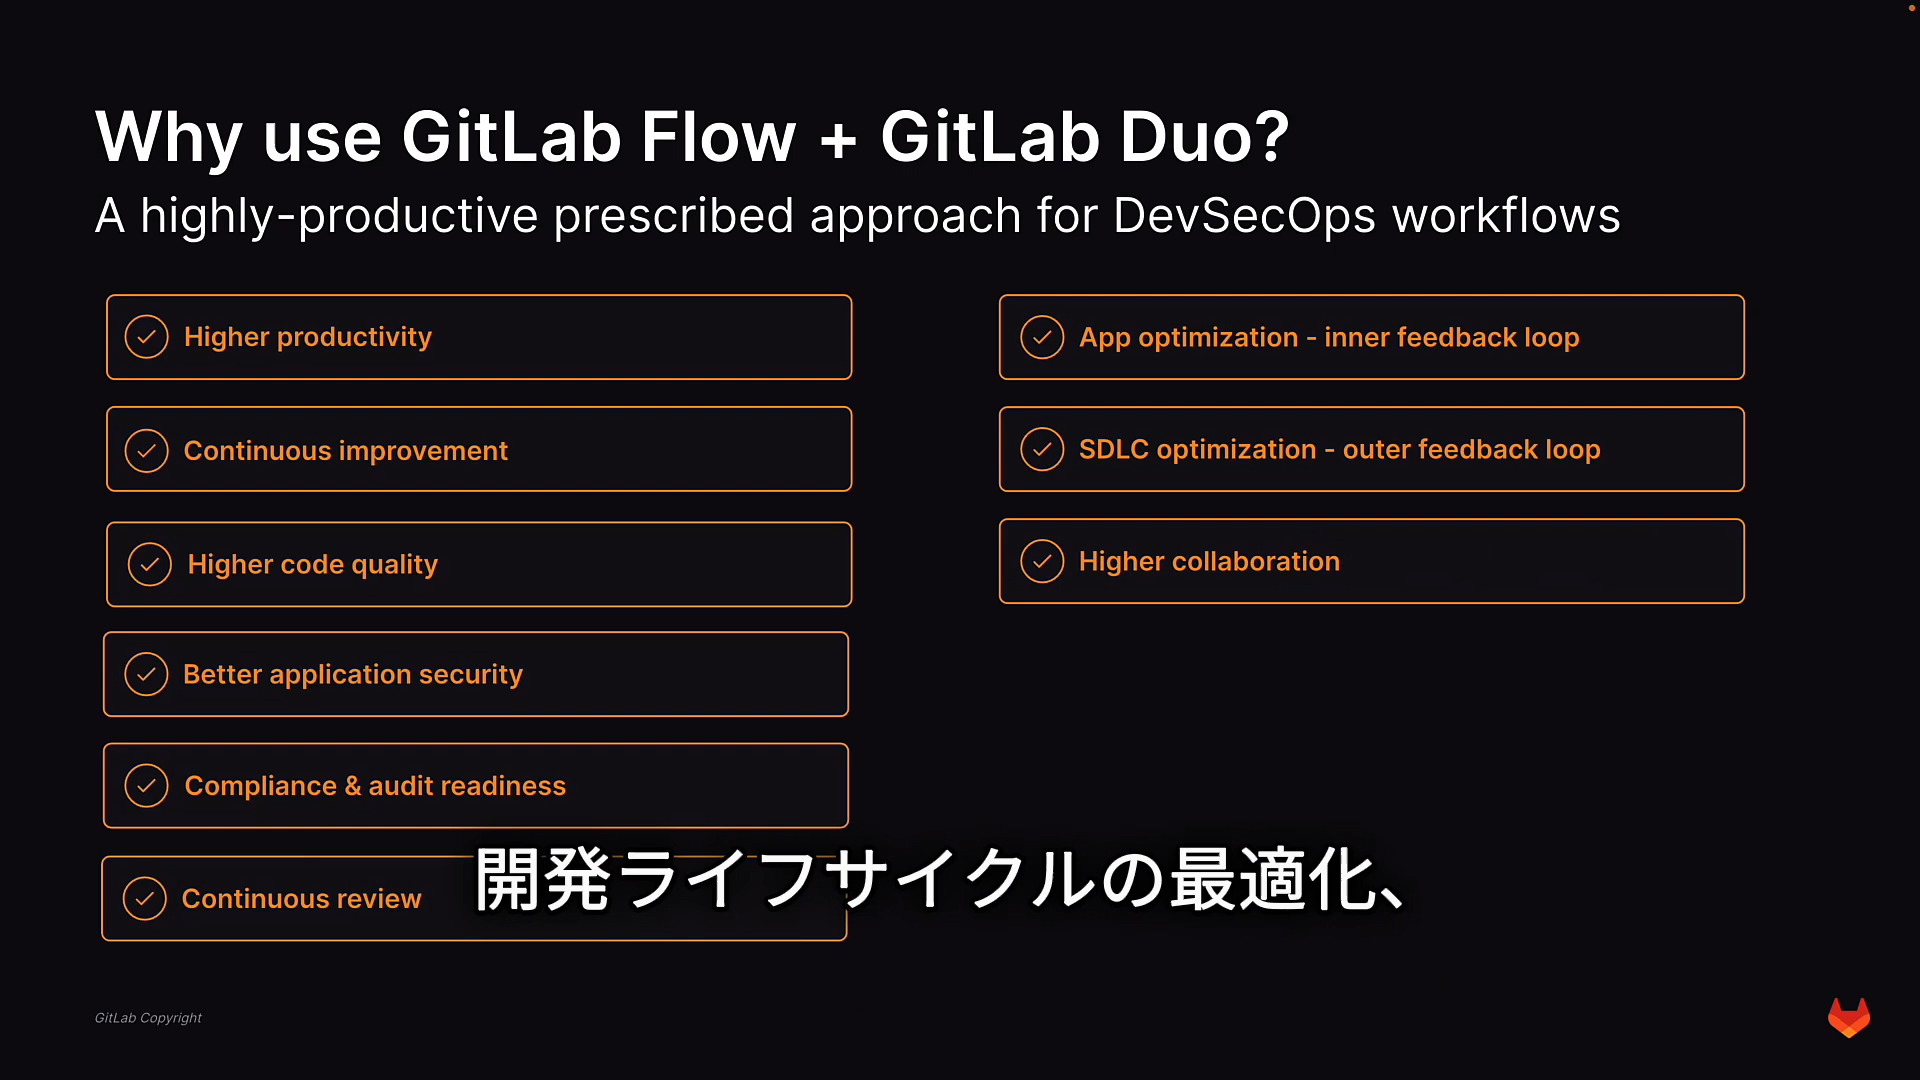 Why use GitLab Flow + GitLab Duo?
A highly-productive prescribed approach for DevSecOps workflows
Higher productivity
Continuous improvement
Higher code quality
Better application security
Compliance & audit readiness
Continuous review
App optimization - inner feedback loop
SDLC optimization - outer feedback loop
Higher collaboration
開発ライフサイクルの最適化、
GitLab Copyright